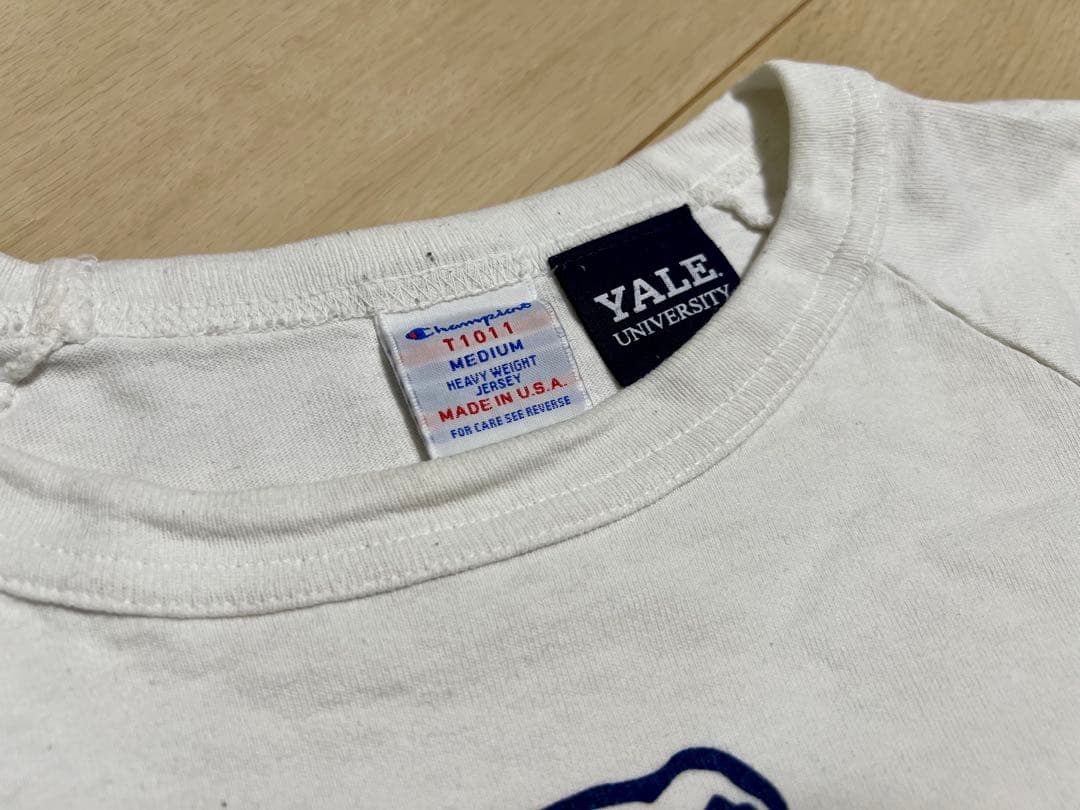 Champion
T1011
MEDIUM
HEAVY WEIGHT
JERSEY
MADE IN U.S.A.
FOR CARE SEE REVERSE
YALE
UNIVERSITY